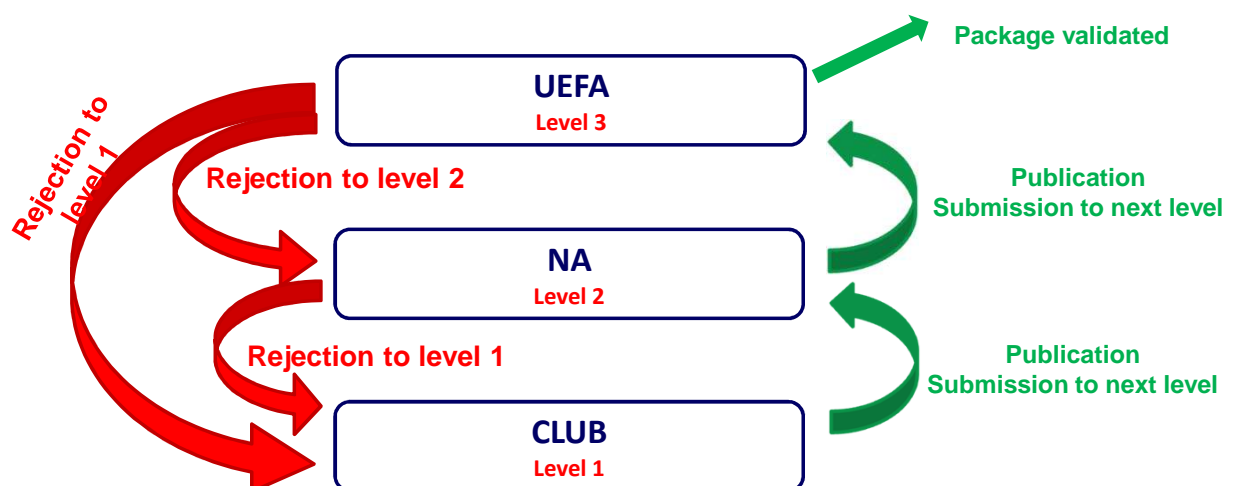 Package validated
UEFA
Level 3
Rejection to
level 1
Rejection to level 2
Publication
Submission to next level
NA
Level 2
Rejection to level 1
Publication
Submission to next level
CLUB
Level 1